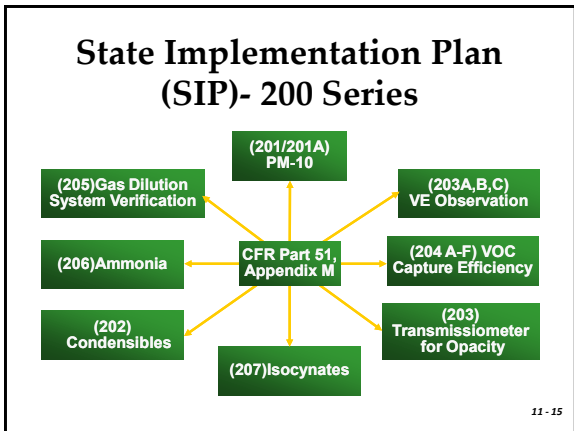 State Implementation Plan
(SIP)- 200 Series
(201/201A)
PM-10
(205)Gas Dilution
System Verification
(203A,B,C)
VE Observation
(206)Ammonia
CFR Part 51,
Appendix M
(204 A-F) VOC
Capture Efficiency
(202)
Condensibles
(203)
Transmissiometer
for Opacity
(207)Isocynates
11 - 15